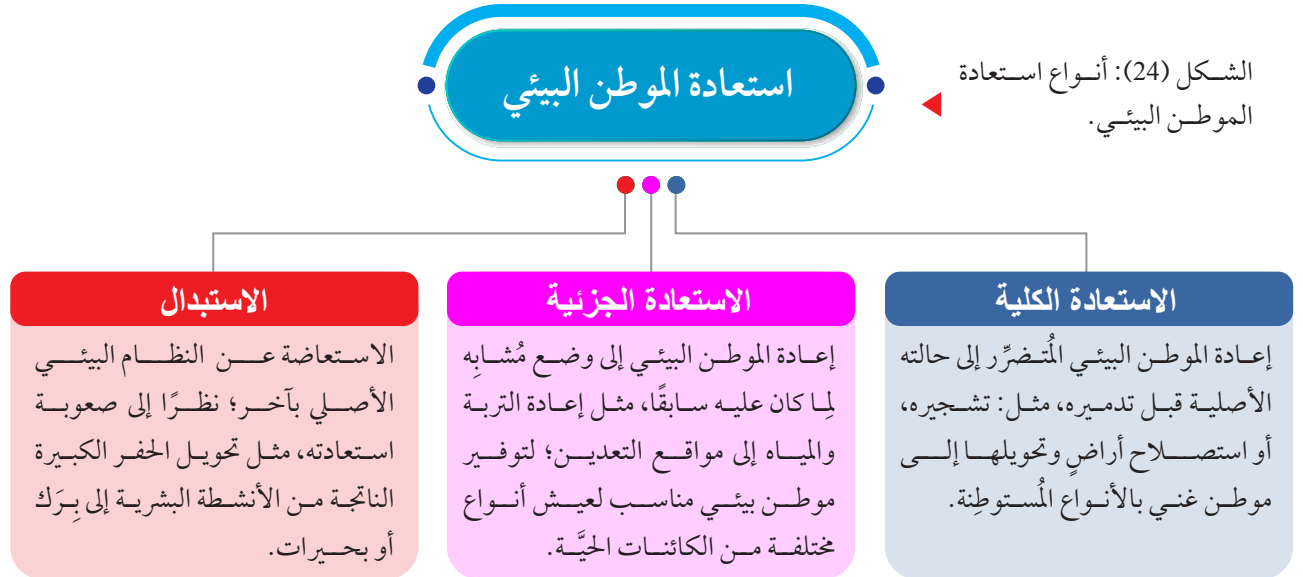 الشكل (24): أنواع استعادة
الموطن البيئي.
استعادة الموطن البيئي
الاستعادة الكلية
إعادة الموطن البيئي المُتضرِّر إلى حالته
الأصلية قبل تدميره، مثل: تشجيره،
أو استصلاح أراضٍ وتحويلها إلى
موطن غني بالأنواع المُستوطِنة.
الاستعادة الجزئية
إعادة الموطن البيئي إلى وضع مُشابِه
لِما كان عليه سابقًا، مثل إعادة التربة
والمياه إلى مواقع التعدين؛ لتوفير
موطن بيئي مناسب لعيش أنواع
مختلفة من الكائنات الحيَّة.
الاستبدال
الاستعاضة عن النظام البيئي
الأصلي بآخر؛ نظرًا إلى صعوبة
استعادته، مثل تحويل الحفر الكبيرة
الناتجة من الأنشطة البشرية إلى بِرَك
أو بحيرات.